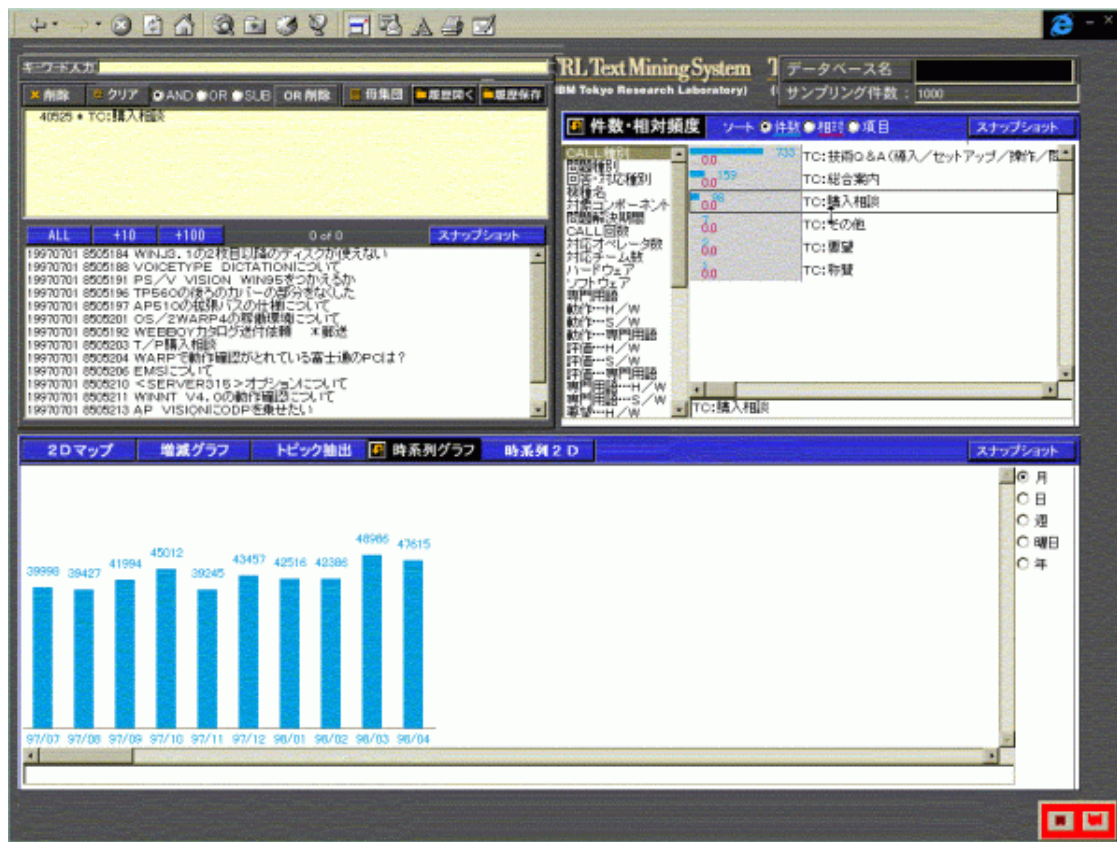 キーワード入力
TRL Text Mining System
データベース名
(IBM Tokyo Research Laboratory)
サンプリング件数 : 1000
削除 クリア AND OR SUB OR 削除 母集団 履歴開く 履歴保存
40525 * TC:購入相談
件数・相対頻度 ソート 件数 相対 項目 スナップショット
CALL種別
問題種別
回答・対応種別
機種名
対象コンポーネント
問題解決期間
CALL回数
対応オペレータ数
対応チーム数
ハードウェア
ソフトウェア
専門用語
動作…H/W
動作…S/W
動作…専門用語
評価…H/W
評価…S/W
評価…専門用語
専門用語…H/W
専門用語…S/W
要望…H/W
733 0.0 TC:技術Q&A(導入/セットアップ/操作/問
159 0.0 TC:総合案内
98 0.0 TC:購入相談
7 0.0 TC:その他
2 0.0 TC:要望
0.0 TC:称賛
TC:購入相談
ALL +10 +100 0 of 0 スナップショット
19970701 8505184 WINJ3.1の2枚目以降のディスクが使えない
19970701 8505188 VOICETYPE DICTATIONについて
19970701 8505191 PS/V VISION WIN95をつかえるか
19970701 8505196 TP560の後ろのカバーの部分をなくした
19970701 8505197 AP510の拡張バスの仕様について
19970701 8505201 OS/2WARP4の稼働環境について
19970701 8505192 WEBBOYカタログ送付依頼 *郵送
19970701 8505203 T/P購入相談
19970701 8505204 WARPで動作確認がとれている富士通のPCは?
19970701 8505206 EMSについて
19970701 8505210 <SERVER315>オプションについて
19970701 8505211 WINNT V4.0の動作確認について
19970701 8505213 AP VISIONにODPを乗せたい
2Dマップ 増減グラフ トピック抽出 時系列グラフ 時系列2D スナップショット
月
日
週
曜日
年
39998 39427 41994 45012 39245 43457 42516 42386 48986 47615
97/07 97/08 97/09 97/10 97/11 97/12 98/01 98/02 98/03 98/04